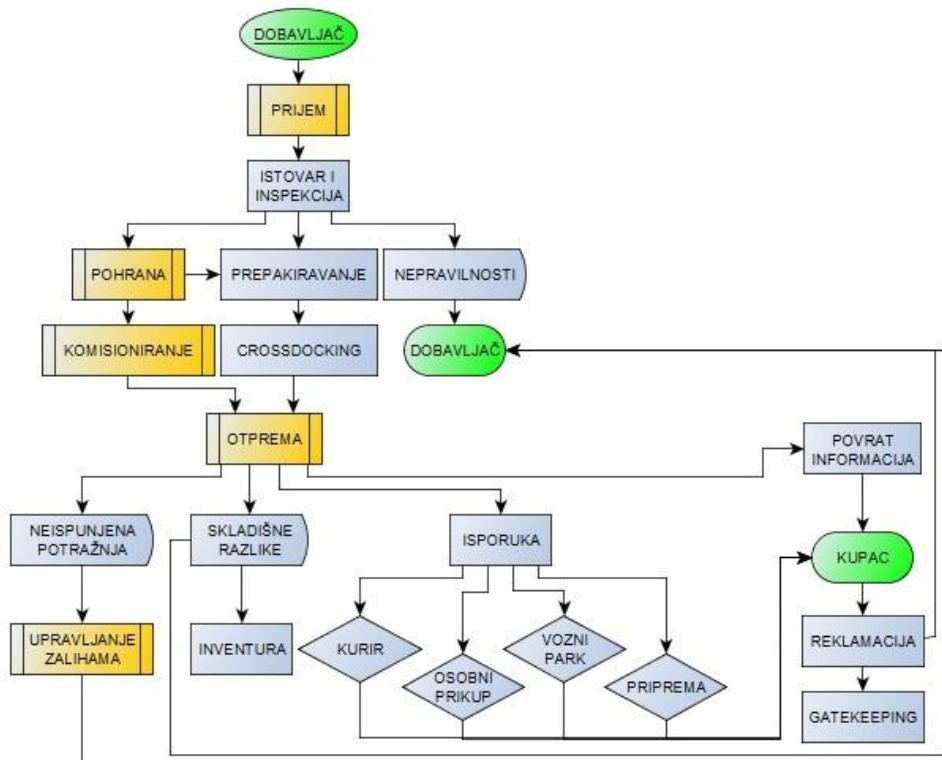 DOBAVLJAČ
PRIJEM
ISTOVAR I
INSPEKCIJA
POHRANA
PREPAKIRAVANJE
NEPRAVILNOSTI
KOMISIONIRANJE
CROSSDOCKING
DOBAVLJAČ
OTPREMA
POVRAT
INFORMACIJA
NEISPUNJENA
POTRAŽNJA
SKLADIŠNE
RAZLIKE
ISPORUKA
KUPAC
UPRAVLJANJE
ZALIHAMA
INVENTURA
KURIR
OSOBNI
PRIKUP
VOZNI
PARK
PRIPREMA
REKLAMACIJA
GATEKEEPING